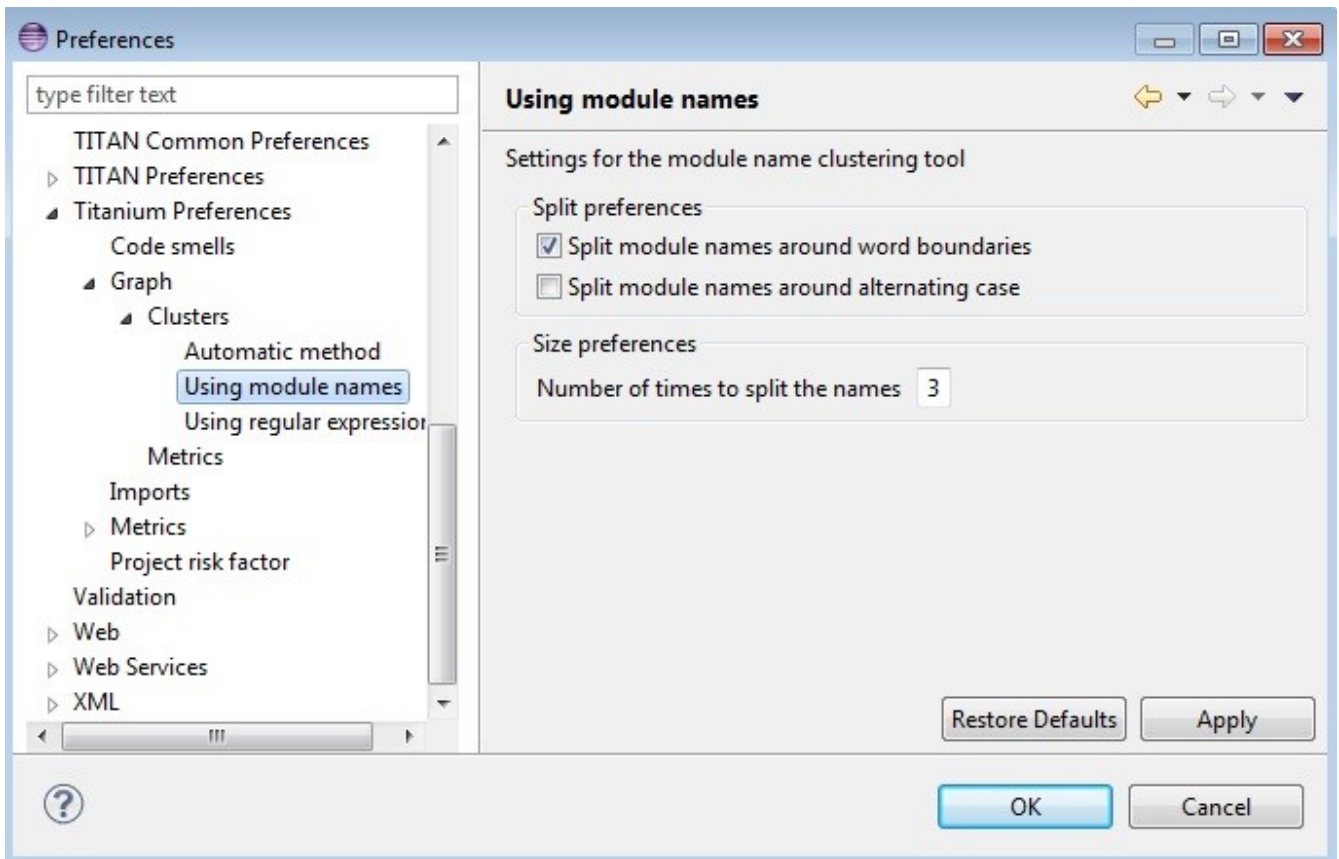 Preferences
type filter text
TITAN Common Preferences
TITAN Preferences
Titanium Preferences
Code smells
Graph
Clusters
Automatic method
Using module names
Using regular expression
Metrics
Imports
Metrics
Project risk factor
Validation
Web
Web Services
XML
Using module names
Settings for the module name clustering tool
Split preferences
Split module names around word boundaries
Split module names around alternating case
Size preferences
Number of times to split the names 3
Restore Defaults Apply
? OK Cancel